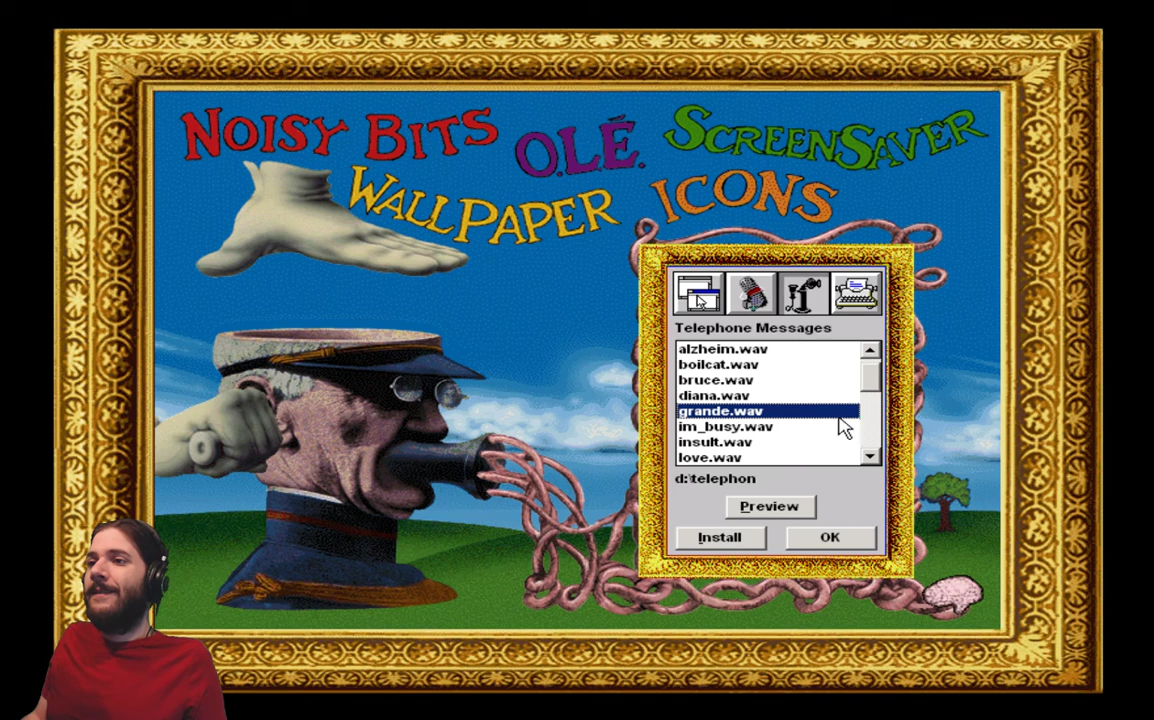 NOISY BITS
O.L.É.
SCREENSAVER
WALLPAPER
ICONS
Telephone Messages
alzheim.wav
boilcat.wav
bruce.wav
diana.wav
grande.wav
im_busy.wav
insult.wav
love.wav
d:\telephon
Preview
Install
OK